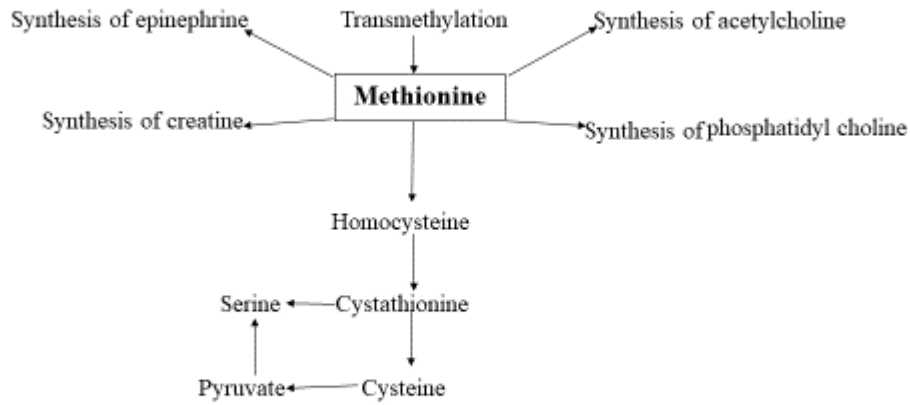 Synthesis of epinephrine
Transmethylation
Synthesis of acetylcholine
Methionine
Synthesis of creatine
Synthesis of phosphatidyl choline
Homocysteine
Serine
Cystathionine
Pyruvate
Cysteine